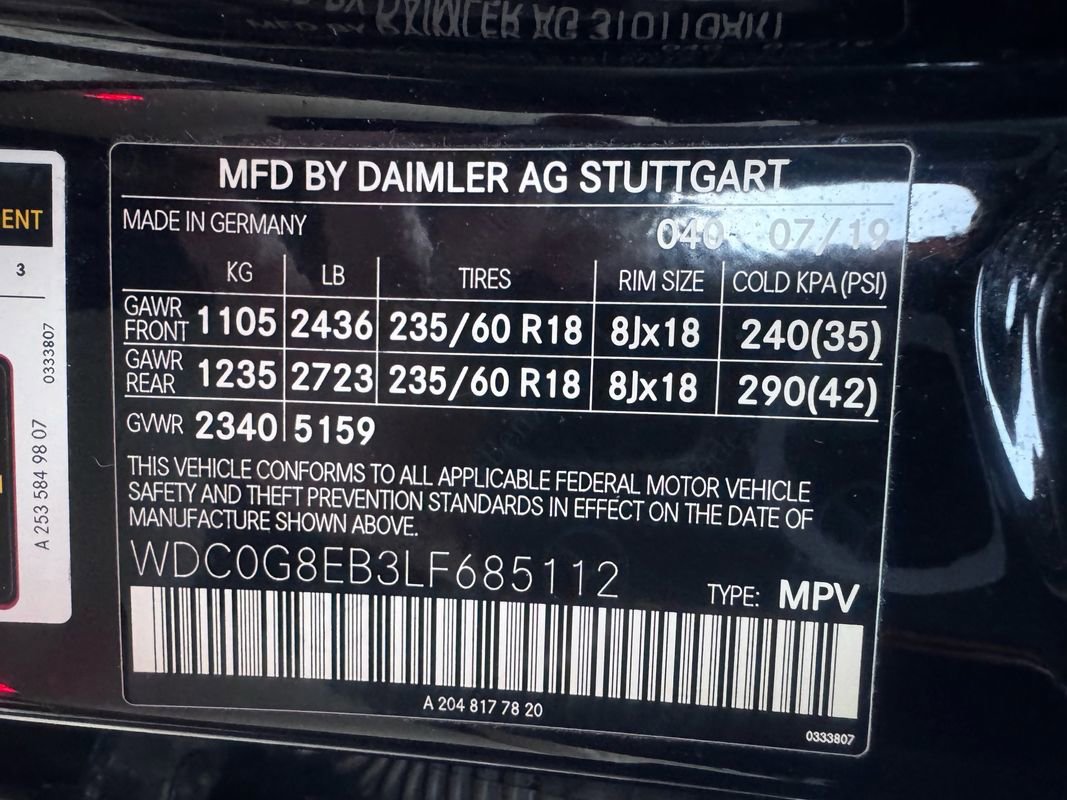 MFD BY DAIMLER AG STUTTGART
MADE IN GERMANY 040 07/19
KG LB TIRES RIM SIZE COLD KPA (PSI)
GAWR FRONT 1105 2436 235/60 R18 8Jx18 240(35)
GAWR REAR 1235 2723 235/60 R18 8Jx18 290(42)
GVWR 2340 5159
THIS VEHICLE CONFORMS TO ALL APPLICABLE FEDERAL MOTOR VEHICLE
SAFETY AND THEFT PREVENTION STANDARDS IN EFFECT ON THE DATE OF
MANUFACTURE SHOWN ABOVE.
WDC0G8EB3LF685112
TYPE: MPV
A 204 817 78 20
0333807
ENT
3
0333807
A 253 584 98 07